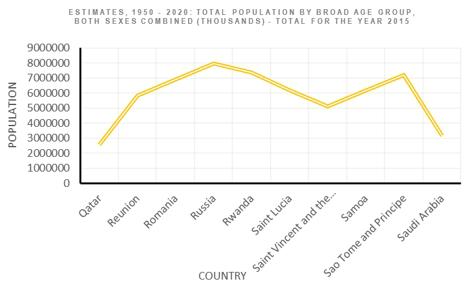 ESTIMATES, 1950 - 2020: TOTAL POPULATION BY BROAD AGE GROUP,
BOTH SEXES COMBINED (THOUSANDS) - TOTAL FOR THE YEAR 2015
POPULATION
9000000
8000000
7000000
6000000
5000000
4000000
3000000
2000000
1000000
0
Qatar
Reunion
Romania
Russia
Rwanda
Saint Lucia
Saint Vincent and the...
Samoa
Sao Tome and Principe
Saudi Arabia
COUNTRY